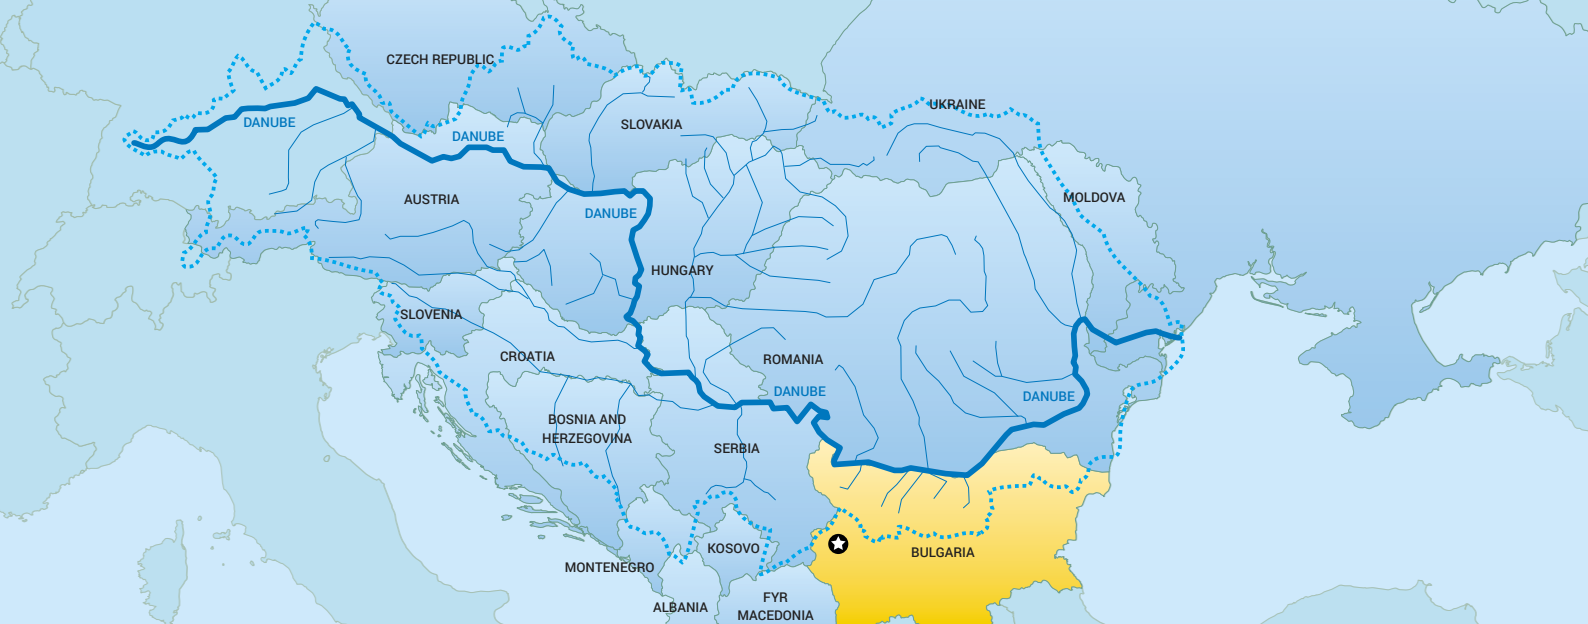 CZECH REPUBLIC
UKRAINE
DANUBE
SLOVAKIA
DANUBE
MOLDOVA
AUSTRIA
DANUBE
HUNGARY
SLOVENIA
CROATIA
ROMANIA
DANUBE
DANUBE
BOSNIA AND
HERZEGOVINA
SERBIA
KOSOVO
BULGARIA
MONTENEGRO
ALBANIA
FYR
MACEDONIA